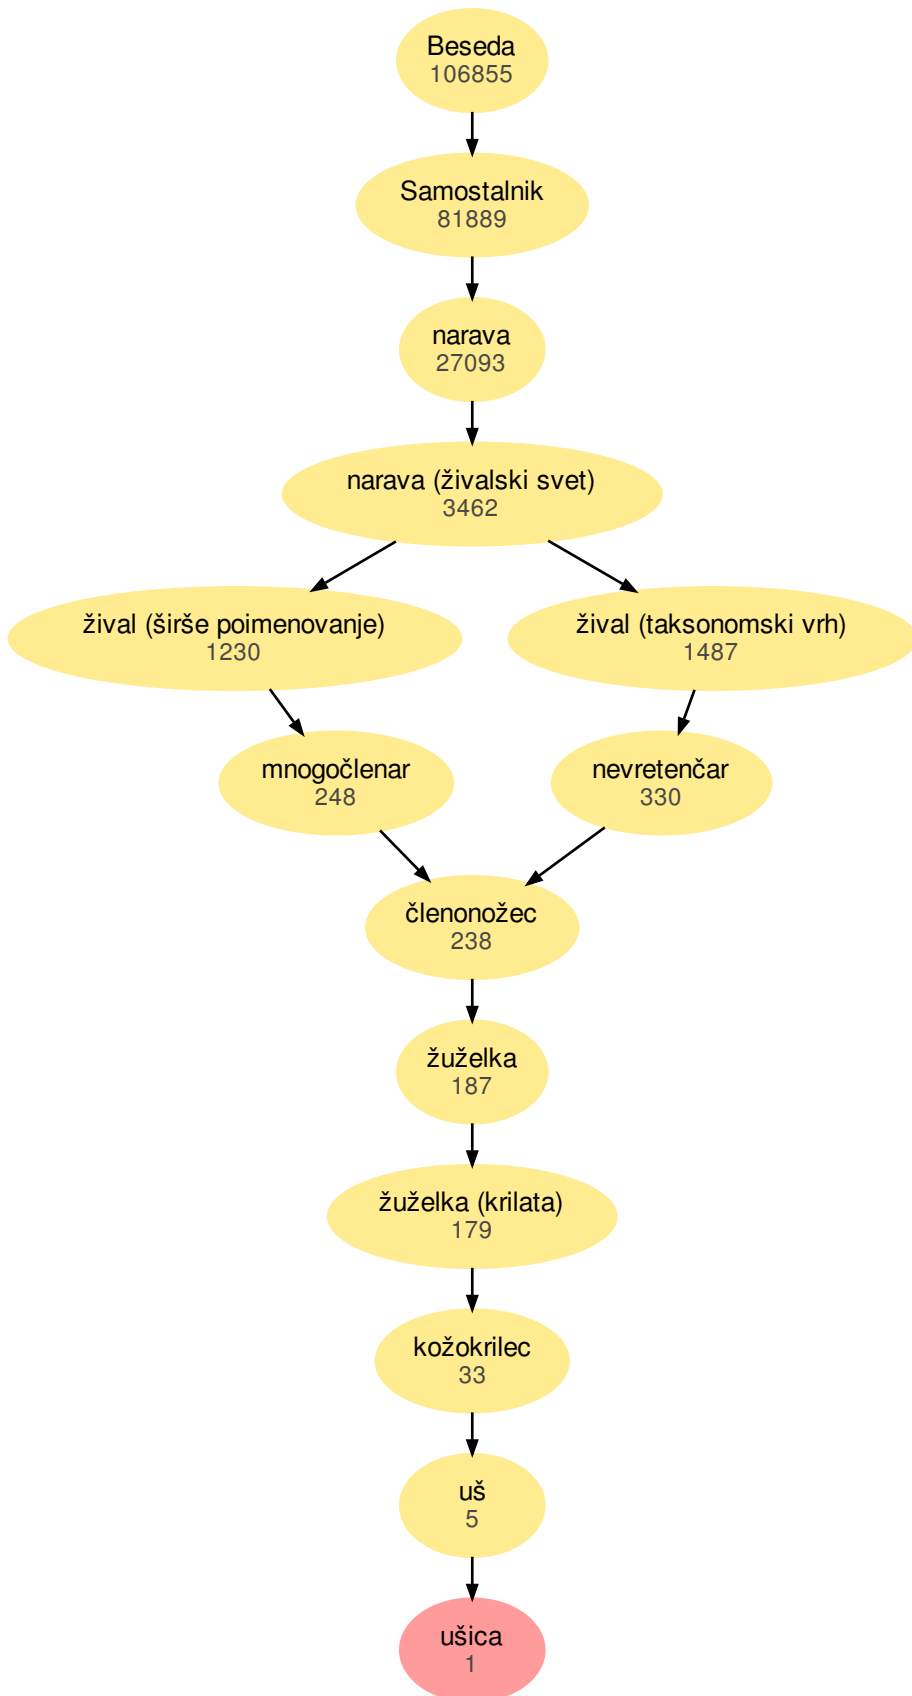 Beseda
106855
Samostalnik
81889
narava
27093
narava (živalski svet)
3462
žival (širše poimenovanje)
1230
žival (taksonomski vrh)
1487
mnogočlenar
248
nevretenčar
330
členonožec
238
žuželka
187
žuželka (krilata)
179
kožokrilec
33
uš
5
ušica
1